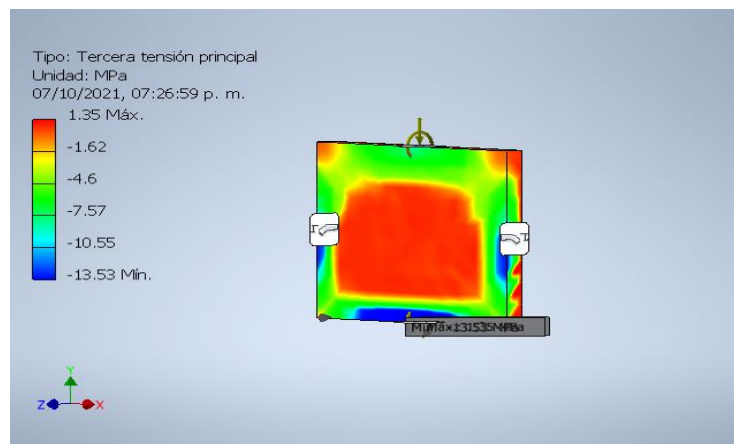 Tipo: Tercera tensión principal
Unidad: MPa
07/10/2021, 07:26:59 p. m.
1.35 Máx.
-1.62
-4.6
-7.57
-10.55
-13.53 Mín.
Y
Z
X